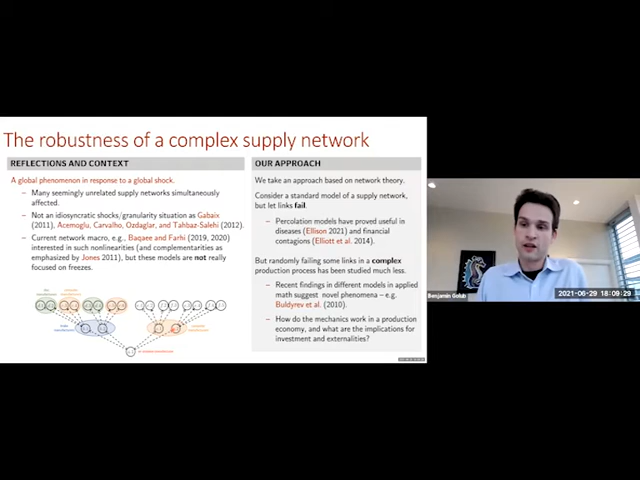 The robustness of a complex supply network
REFLECTIONS AND CONTEXT
A global phenomenon in response to a global shock.
– Many seemingly unrelated supply networks simultaneously
affected.
– Not an idiosyncratic shocks/granularity situation as Gabaix
(2011), Acemoglu, Carvalho, Ozdaglar, and Tahbaz-Salehi (2012).
– Current network macro, e.g., Baqaee and Farhi (2019, 2020)
interested in such nonlinearities (and complementarities as
emphasized by Jones 2011), but these models are not really
focused on freezes.
OUR APPROACH
We take an approach based on network theory.
Consider a standard model of a supply network,
but let links fail.
– Percolation models have proved useful in
diseases (Ellison 2021) and financial
contagions (Elliott et al. 2014).
But randomly failing some links in a complex
production process has been studied much less.
– Recent findings in different models in applied
math suggest novel phenomena – e.g.
Buldyrev et al. (2010).
– How do the mechanics work in a production
economy, and what are the implications for
investment and externalities?
Benjamin Golub
2021-06-29 18:09:29